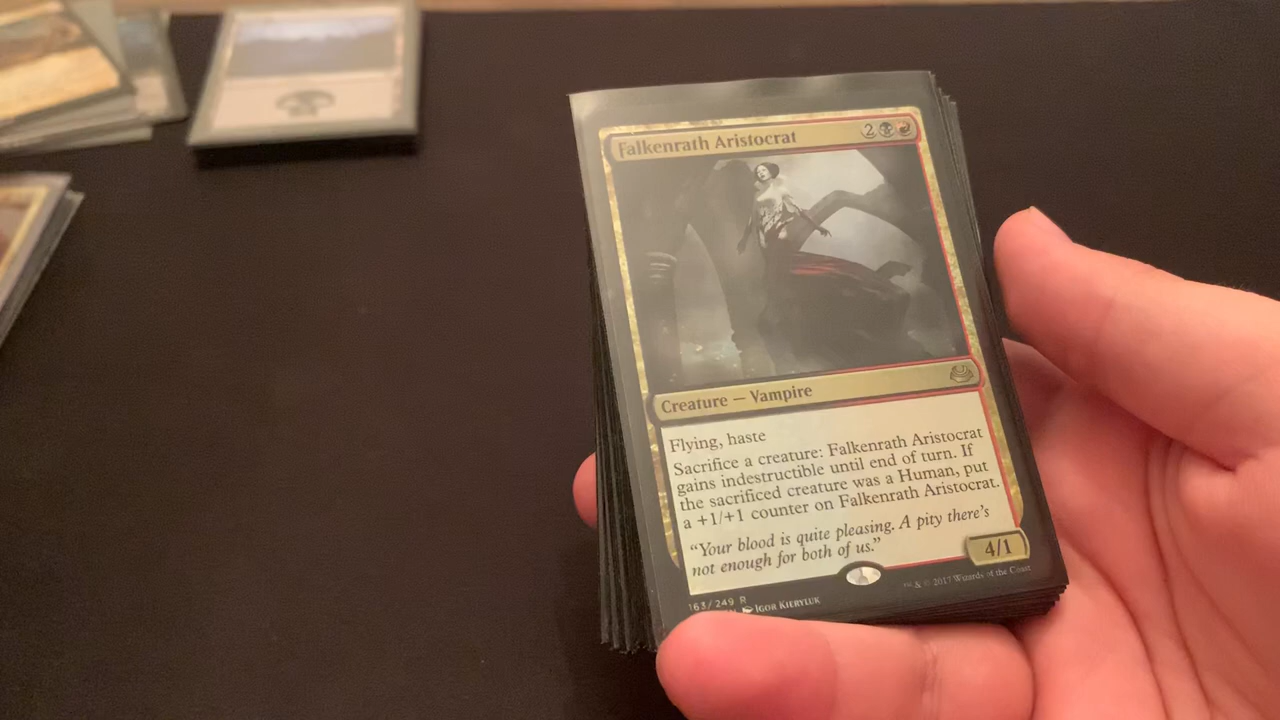 Falkenrath Aristocrat 2
Creature — Vampire
Flying, haste
Sacrifice a creature: Falkenrath Aristocrat
gains indestructible until end of turn. If
the sacrificed creature was a Human, put
a +1/+1 counter on Falkenrath Aristocrat.
“Your blood is quite pleasing. A pity there’s
not enough for both of us.”
4/1
163/249 R
™ & © 2017 Wizards of the Coast
IGOR KIERYLUK